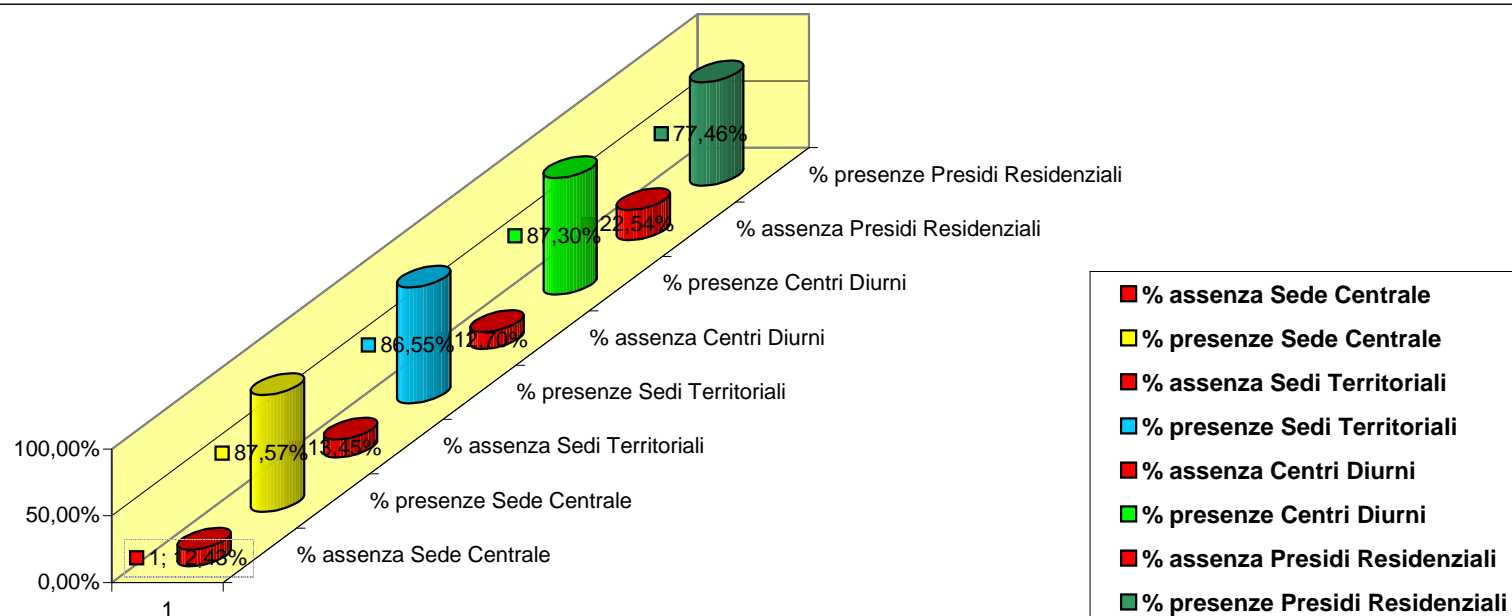 77,46%
% presenze Presidi Residenziali
22,54%
% assenza Presidi Residenziali
87,30%
% presenze Centri Diurni
12,70%
% assenza Centri Diurni
86,55%
% presenze Sedi Territoriali
13,45%
% assenza Sedi Territoriali
87,57%
% presenze Sede Centrale
1; 12,43%
% assenza Sede Centrale
100,00%
50,00%
0,00%
1
% assenza Sede Centrale
% presenze Sede Centrale
% assenza Sedi Territoriali
% presenze Sedi Territoriali
% assenza Centri Diurni
% presenze Centri Diurni
% assenza Presidi Residenziali
% presenze Presidi Residenziali